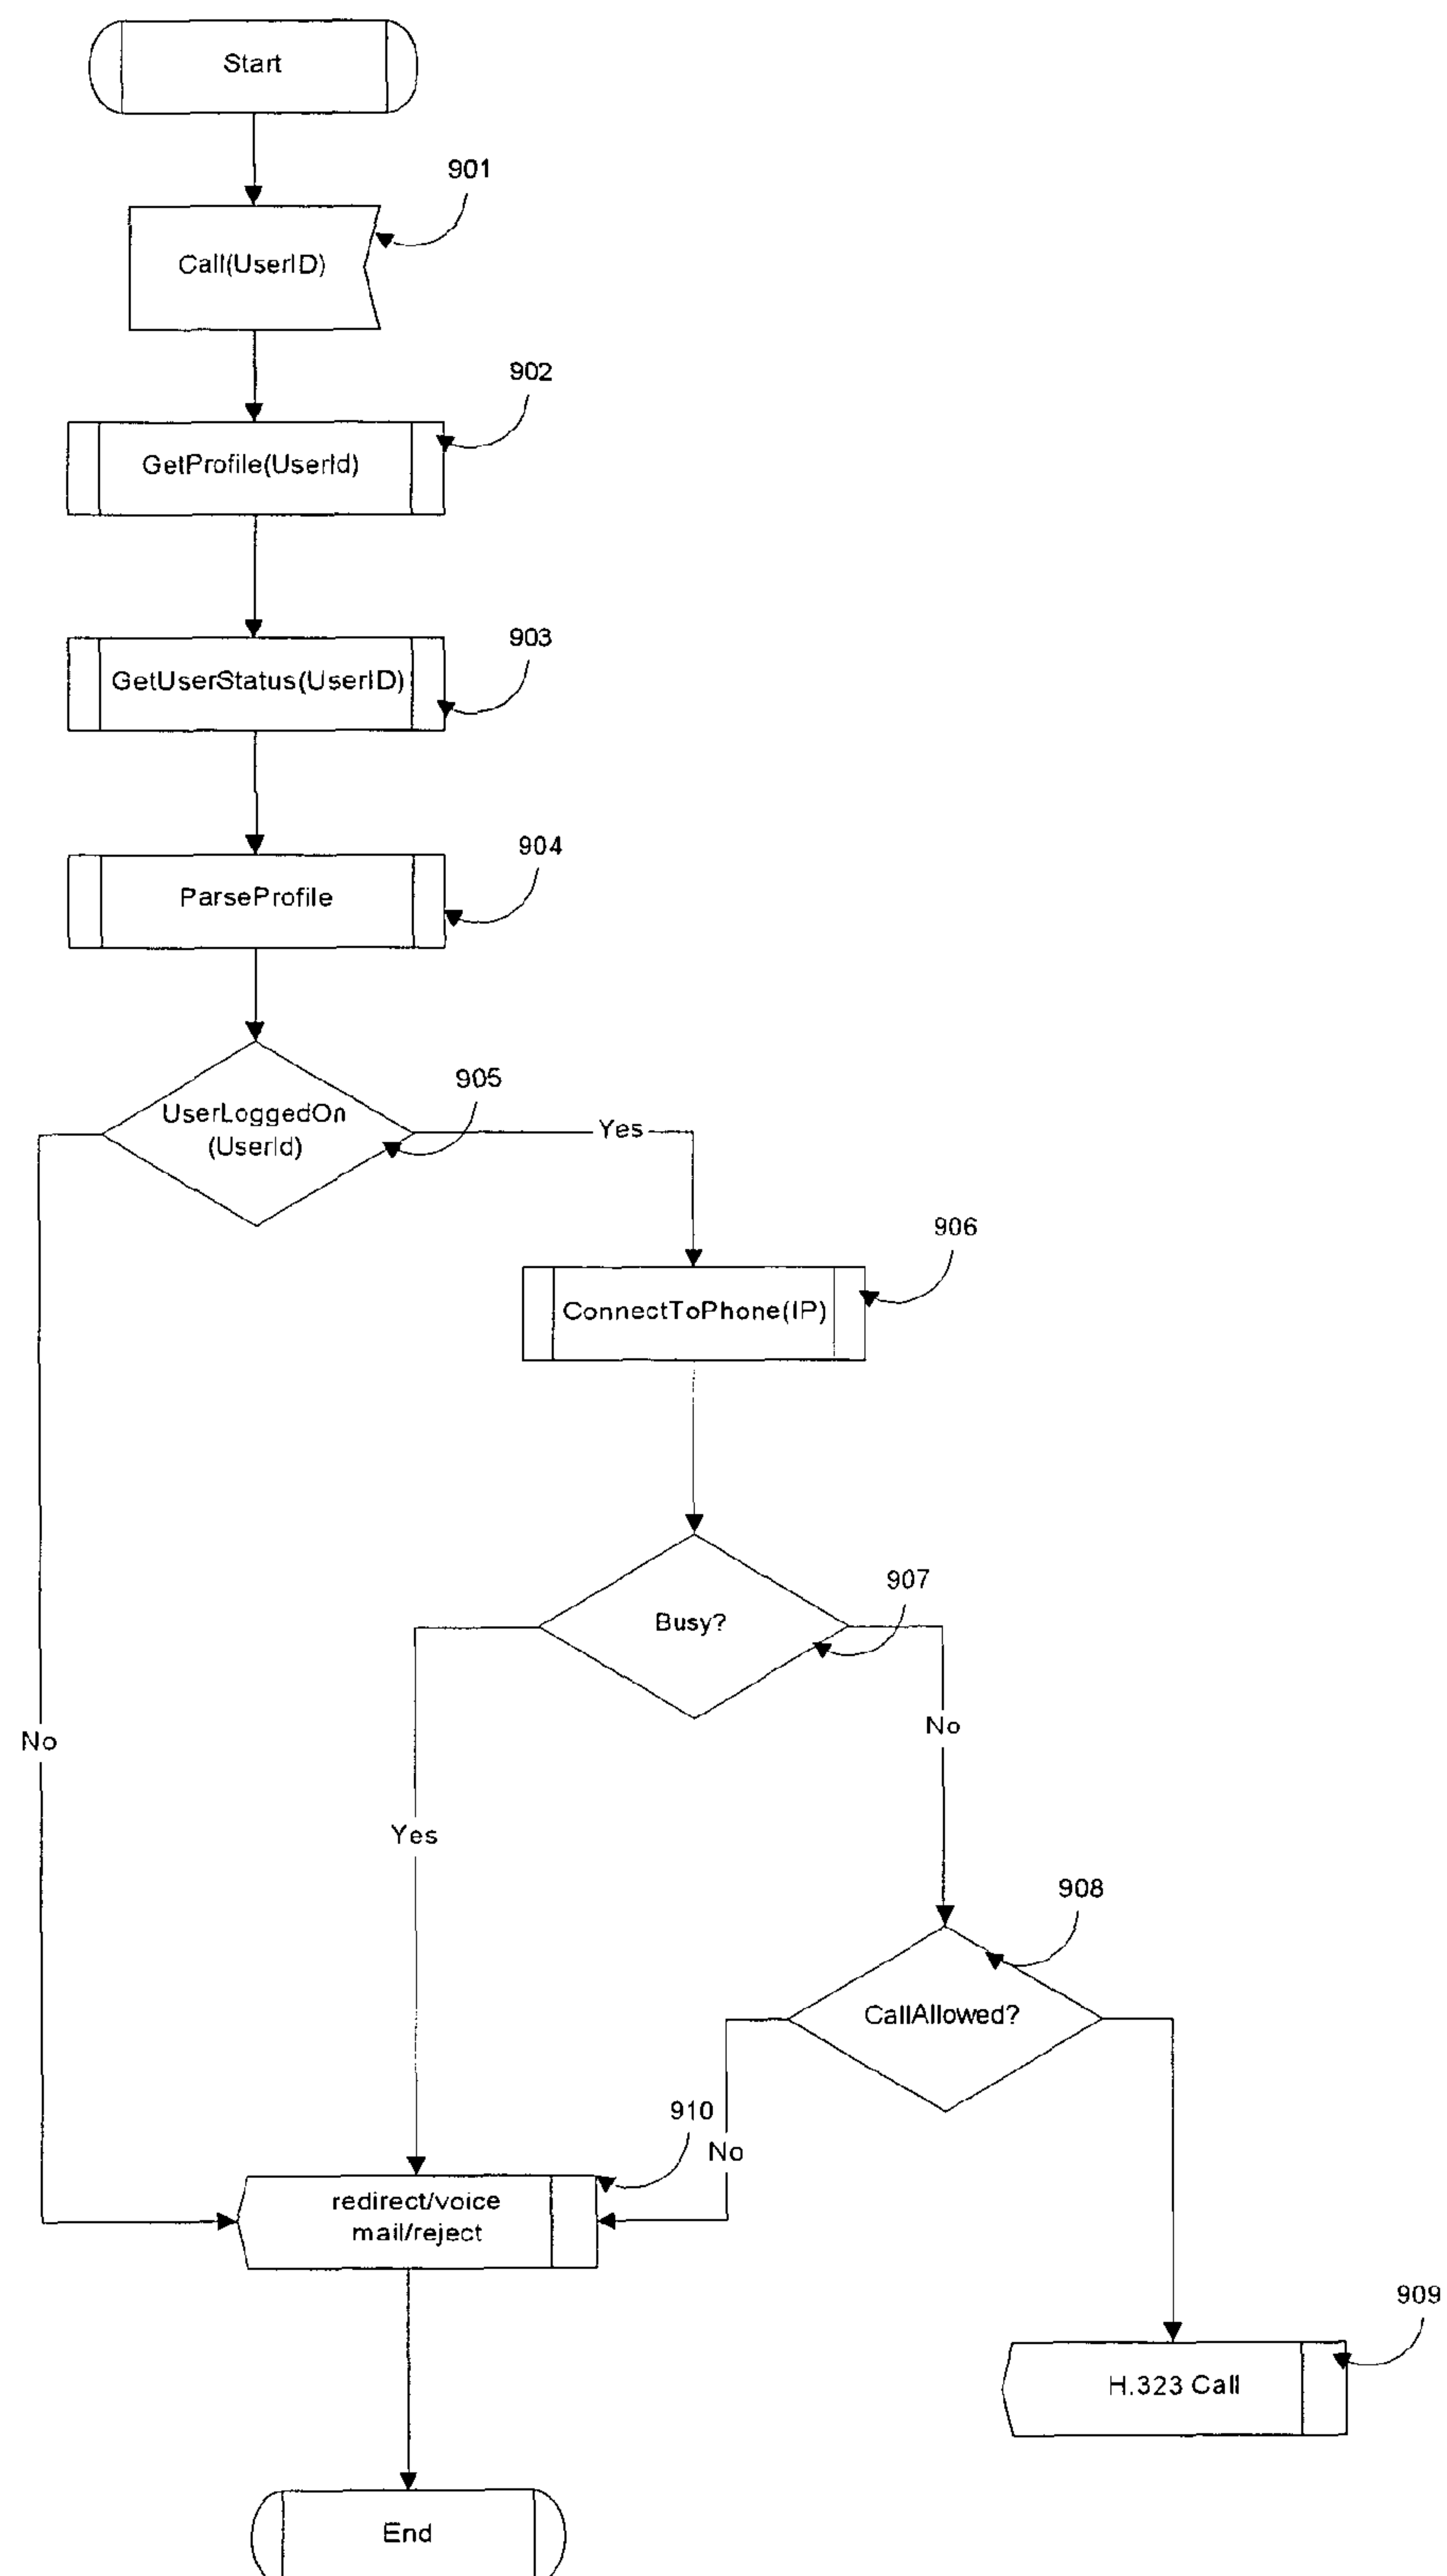 Start
901
Call(UserID)
902
GetProfile(UserId)
903
GetUserStatus(UserID)
904
ParseProfile
905
UserLoggedOn
(UserId)
Yes
906
ConnectToPhone(IP)
907
Busy?
No
No
Yes
908
CallAllowed?
910
No
redirect/voice
mail/reject
909
H.323 Call
End